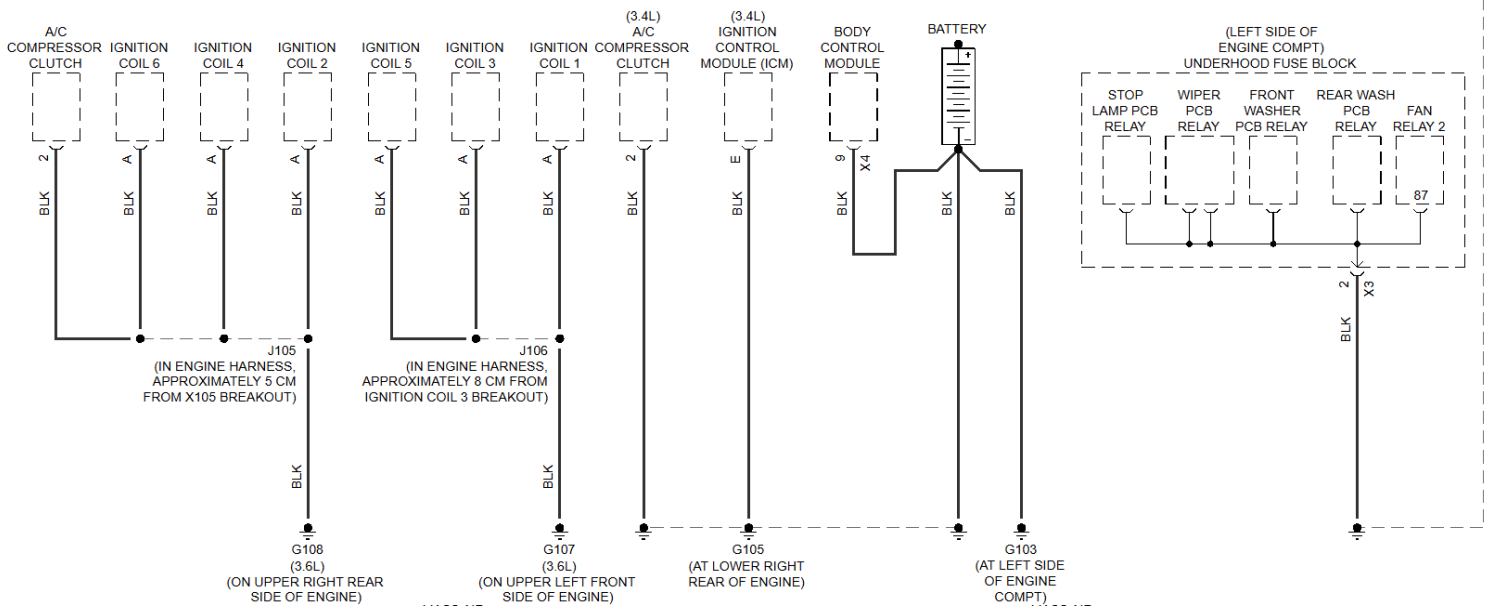 A/C
COMPRESSOR
CLUTCH
IGNITION
COIL 6
IGNITION
COIL 4
IGNITION
COIL 2
IGNITION
COIL 5
IGNITION
COIL 3
IGNITION
COIL 1
(3.4L)
A/C
COMPRESSOR
CLUTCH
(3.4L)
IGNITION
CONTROL
MODULE (ICM)
BODY
CONTROL
MODULE
BATTERY
+
-
(LEFT SIDE OF
ENGINE COMPT)
UNDERHOOD FUSE BLOCK
STOP
LAMP PCB
RELAY
WIPER
PCB
RELAY
FRONT
WASHER
PCB RELAY
REAR WASH
PCB
RELAY
FAN
RELAY 2
87
2
A
A
A
A
A
A
2
E
9
X4
BLK
BLK
BLK
BLK
BLK
BLK
BLK
BLK
BLK
BLK
BLK
BLK
2
X3
BLK
J105
(IN ENGINE HARNESS,
APPROXIMATELY 5 CM
FROM X105 BREAKOUT)
J106
(IN ENGINE HARNESS,
APPROXIMATELY 8 CM FROM
IGNITION COIL 3 BREAKOUT)
BLK
BLK
G108
(3.6L)
(ON UPPER RIGHT REAR
SIDE OF ENGINE)
G107
(3.6L)
(ON UPPER LEFT FRONT
SIDE OF ENGINE)
G105
(AT LOWER RIGHT
REAR OF ENGINE)
G103
(AT LEFT SIDE
OF ENGINE
COMPT)